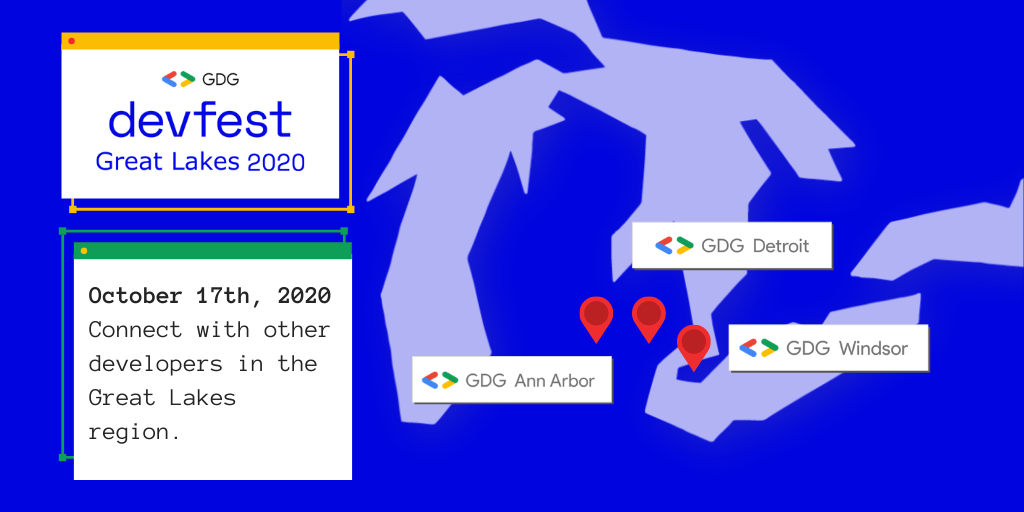 GDG
devfest
Great Lakes 2020
October 17th, 2020
Connect with other
developers in the
Great Lakes
region.
GDG Detroit
GDG Windsor
GDG Ann Arbor